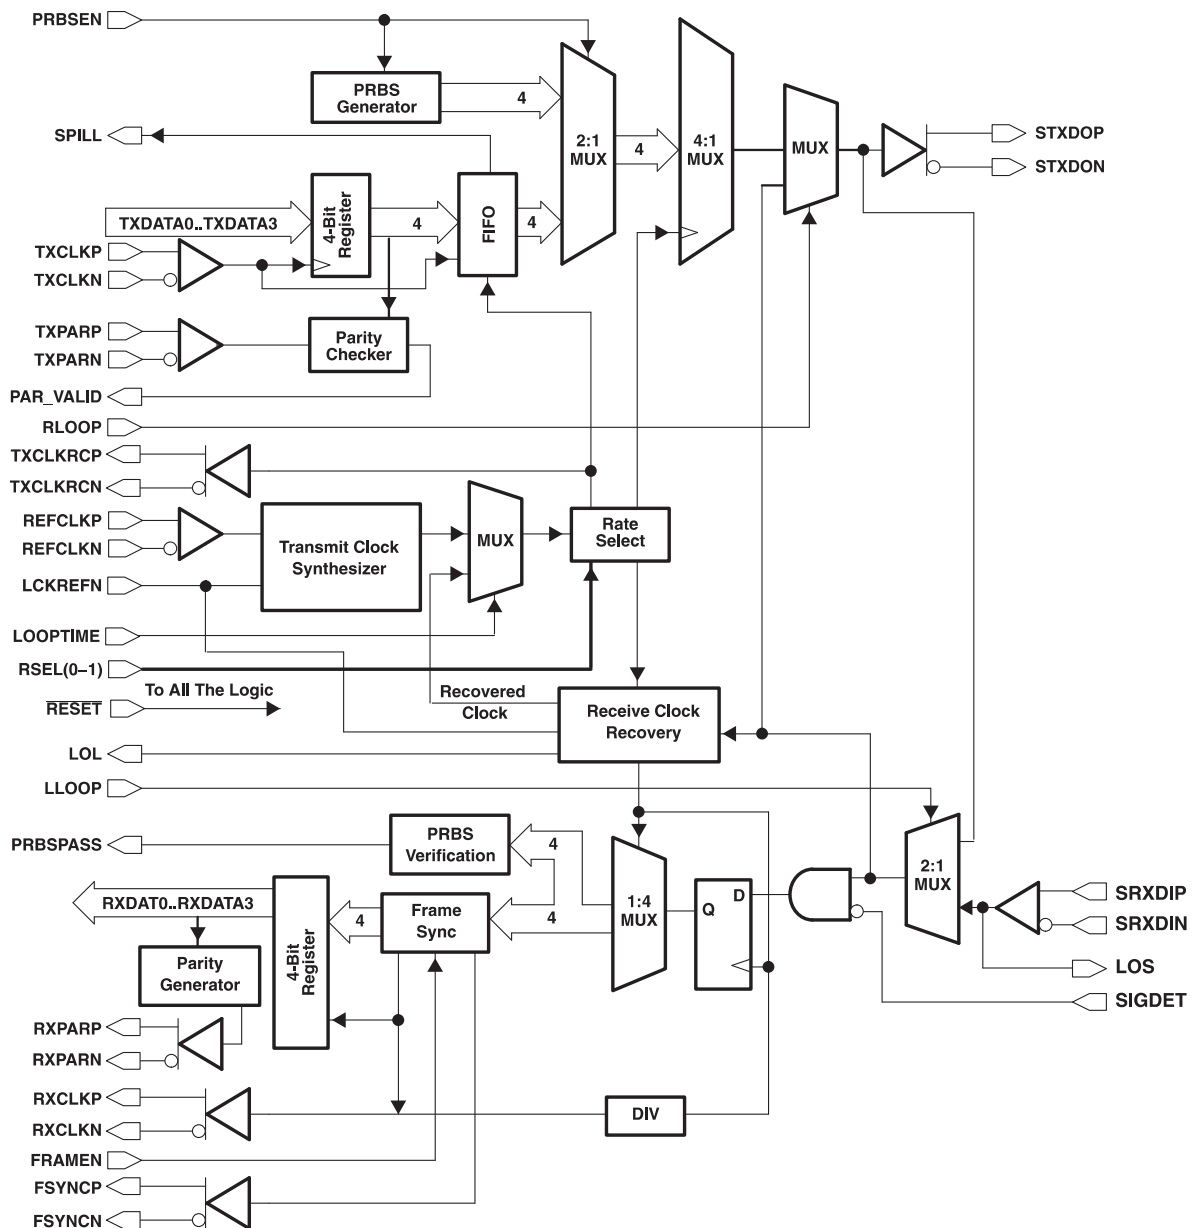 PRBSEN
PRBS
Generator
4
SPILL
2:1
MUX
4
4:1
MUX
MUX
STXDOP
STXDON
TXDATA0..TXDATA3
4-Bit
Register
4
FIFO
4
TXCLKP
TXCLKN
TXPARP
TXPARN
Parity
Checker
PAR_VALID
RLOOP
TXCLKRCP
TXCLKRCN
REFCLKP
REFCLKN
Transmit Clock
Synthesizer
MUX
Rate
Select
LCKREFN
LOOPTIME
RSEL(0–1)
RESET
To All The Logic
Recovered
Clock
Receive Clock
Recovery
LOL
LLOOP
PRBSPASS
PRBS
Verification
4
4
1:4
MUX
Q
D
2:1
MUX
SRXDIP
SRXDIN
LOS
SIGDET
RXDAT0..RXDATA3
4-Bit
Register
4
Frame
Sync
Parity
Generator
RXPARP
RXPARN
RXCLKP
RXCLKN
DIV
FRAMEN
FSYNCP
FSYNCN